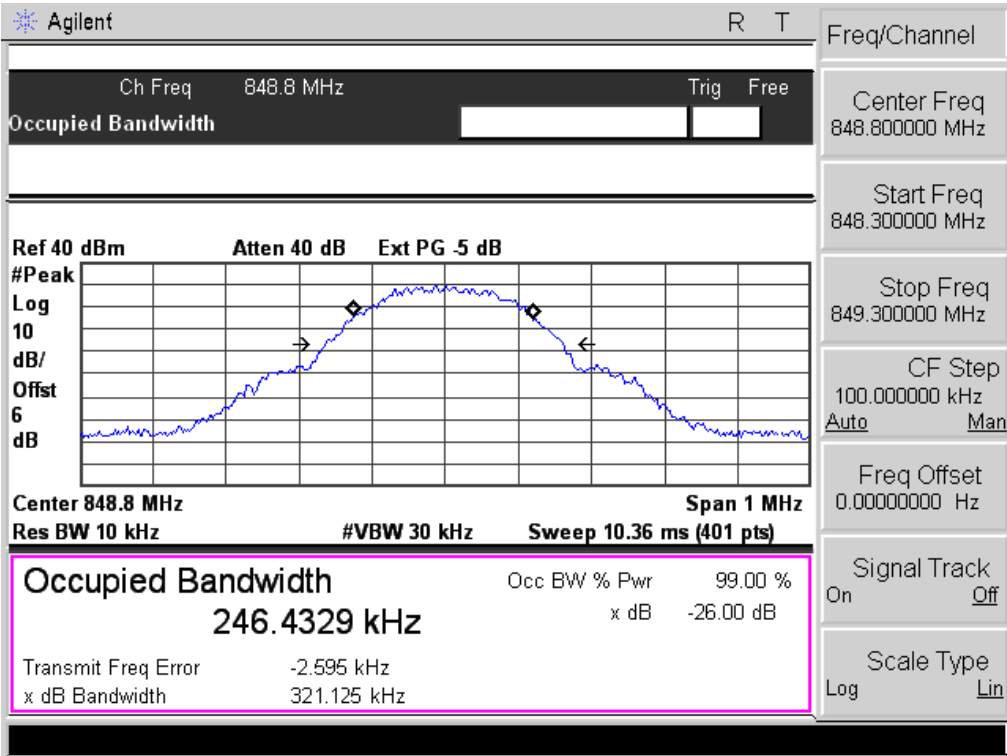 Agilent R T
Ch Freq 848.8 MHz Trig Free
Occupied Bandwidth
Ref 40 dBm Atten 40 dB Ext PG -5 dB
#Peak
Log
10
dB/
Offst
6
dB
Center 848.8 MHz Span 1 MHz
Res BW 10 kHz #VBW 30 kHz Sweep 10.36 ms (401 pts)
Occupied Bandwidth
246.4329 kHz
Occ BW % Pwr 99.00 %
x dB -26.00 dB
Transmit Freq Error -2.595 kHz
x dB Bandwidth 321.125 kHz
Freq/Channel
Center Freq
848.800000 MHz
Start Freq
848.300000 MHz
Stop Freq
849.300000 MHz
CF Step
100.000000 kHz
Auto Man
Freq Offset
0.00000000 Hz
Signal Track
On Off
Scale Type
Log Lin